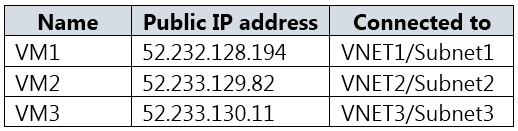 Name Public IP address Connected to
VM1 52.232.128.194 VNET1/Subnet1
VM2 52.233.129.82 VNET2/Subnet2
VM3 52.233.130.11 VNET3/Subnet3